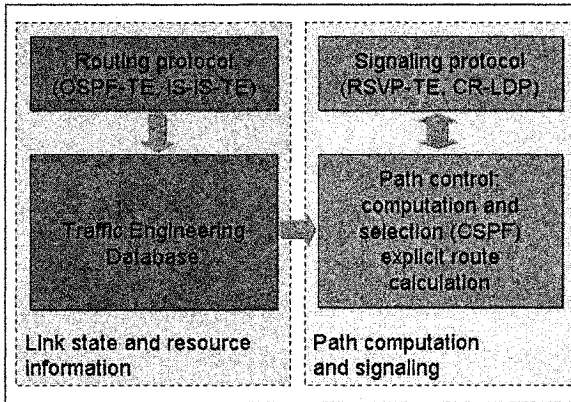 Routing protocol
(OSPF-TE, IS-IS-TE)
Signaling protocol
(RSVP-TE, CR-LDP)
Traffic Engineering
Database
Path control:
computation and
selection (CSPF)
explicit route
calculation
Link state and resource
information
Path computation
and signaling